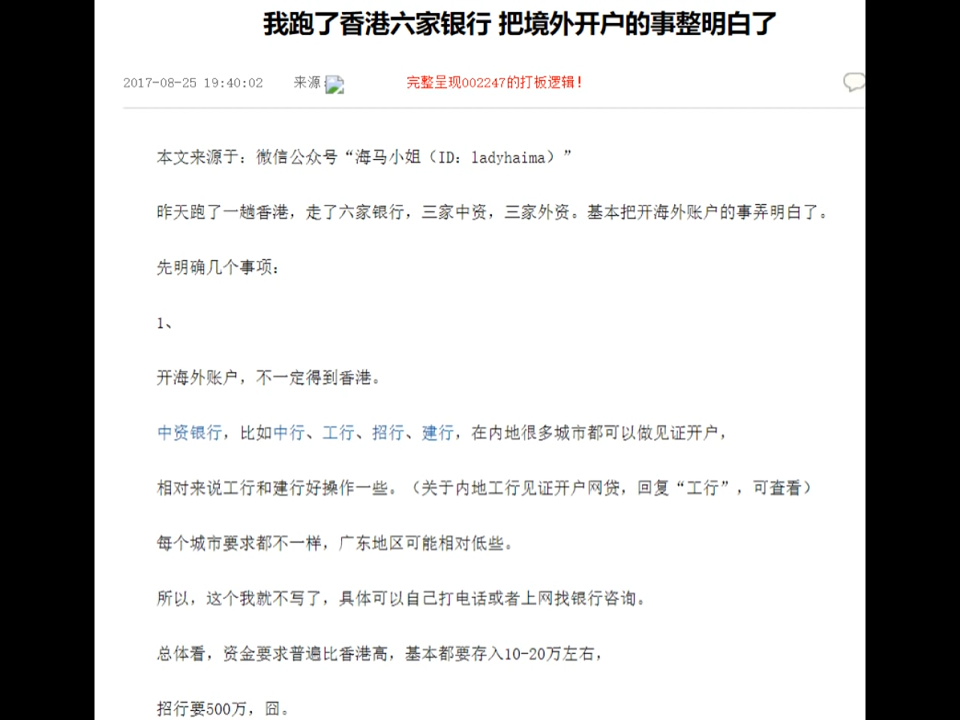 我跑了香港六家银行 把境外开户的事整明白了
2017-08-25 19:40:02 来源: 完整呈现002247的打板逻辑!
本文来源于：微信公众号“海马小姐（ID：ladyhaima）”
昨天跑了一趟香港，走了六家银行，三家中资，三家外资。基本把开海外账户的事弄明白了。
先明确几个事项：
1、
开海外账户，不一定得到香港。
中资银行，比如中行、工行、招行、建行，在内地很多城市都可以做见证开户，
相对来说工行和建行好操作一些。（关于内地工行见证开户网贷，回复“工行”，可查看）
每个城市要求都不一样，广东地区可能相对低些。
所以，这个我就不写了，具体可以自己打电话或者上网找银行咨询。
总体看，资金要求普遍比香港高，基本都要存入10-20万左右，
招行要500万，囧。